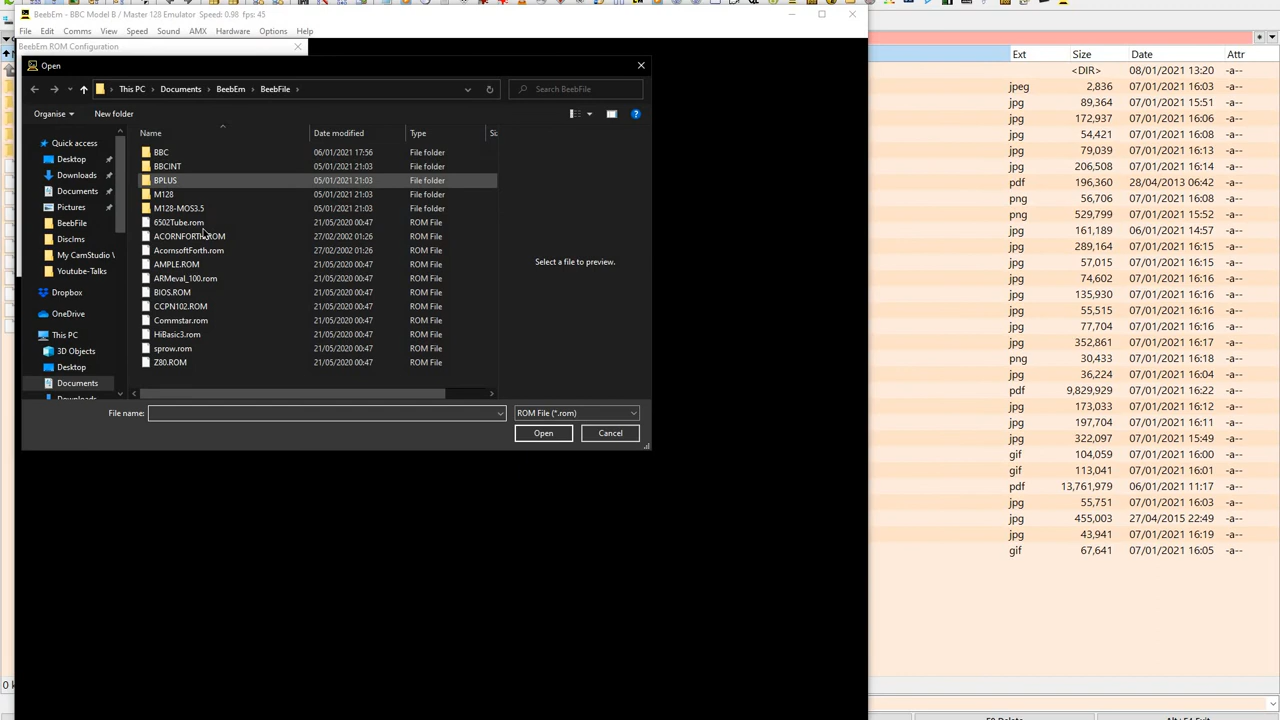 BeebEm - BBC Model B / Master 128 Emulator Speed: 0.98 fps: 45
File Edit Comms View Speed Sound AMX Hardware Options Help
BeebEm ROM Configuration
Open
This PC > Documents > BeebEm > BeebFile >
Search BeebFile
Organise New folder
Name Date modified Type
Quick access
Desktop
Downloads
Documents
Pictures
BeebFile
Disclms
My CamStudio
Youtube-Talks
Dropbox
OneDrive
This PC
3D Objects
Desktop
Documents
BBC 06/01/2021 17:56 File folder
BBCINT 05/01/2021 21:03 File folder
BPLUS 05/01/2021 21:03 File folder
M128 05/01/2021 21:03 File folder
M128-MOS3.5 05/01/2021 21:03 File folder
6502Tube.rom 21/05/2020 00:47 ROM File
ACORNFORTH.ROM 27/02/2002 01:26 ROM File
AcornsoftForth.rom 27/02/2002 01:26 ROM File
AMPLE.ROM 21/05/2020 00:47 ROM File
ARMeval_100.rom 21/05/2020 00:47 ROM File
BIOS.ROM 21/05/2020 00:47 ROM File
CCPN102.ROM 21/05/2020 00:47 ROM File
Commstar.rom 21/05/2020 00:47 ROM File
HiBasic3.rom 21/05/2020 00:47 ROM File
sprow.rom 21/05/2020 00:47 ROM File
Z80.ROM 21/05/2020 00:47 ROM File
Select a file to preview.
File name: ROM File (*.rom)
Open Cancel
Ext Size Date Attr
<DIR> 08/01/2021 13:20 -a--
jpeg 2,836 07/01/2021 16:03 -a--
jpg 89,364 07/01/2021 15:51 -a--
jpg 172,937 07/01/2021 16:06 -a--
jpg 54,421 07/01/2021 16:08 -a--
jpg 79,039 07/01/2021 16:13 -a--
jpg 206,508 07/01/2021 16:14 -a--
pdf 196,360 28/04/2013 06:42 -a--
png 56,706 07/01/2021 16:08 -a--
png 529,799 07/01/2021 15:52 -a--
jpg 161,189 07/01/2021 14:57 -a--
jpg 289,164 07/01/2021 16:15 -a--
jpg 57,015 07/01/2021 16:15 -a--
jpg 74,602 07/01/2021 16:16 -a--
jpg 135,930 07/01/2021 16:16 -a--
jpg 55,515 07/01/2021 16:16 -a--
jpg 77,704 07/01/2021 16:16 -a--
jpg 352,861 07/01/2021 16:17 -a--
png 30,433 07/01/2021 16:18 -a--
jpg 36,224 07/01/2021 16:04 -a--
pdf 9,829,929 07/01/2021 16:22 -a--
jpg 173,033 07/01/2021 16:12 -a--
jpg 197,704 07/01/2021 16:11 -a--
jpg 322,097 07/01/2021 15:49 -a--
gif 104,059 07/01/2021 16:00 -a--
gif 113,041 07/01/2021 16:01 -a--
pdf 13,761,979 06/01/2021 11:17 -a--
jpg 55,751 07/01/2021 16:03 -a--
jpg 455,003 27/04/2015 22:49 -a--
jpg 43,941 07/01/2021 16:19 -a--
gif 67,641 07/01/2021 16:05 -a--